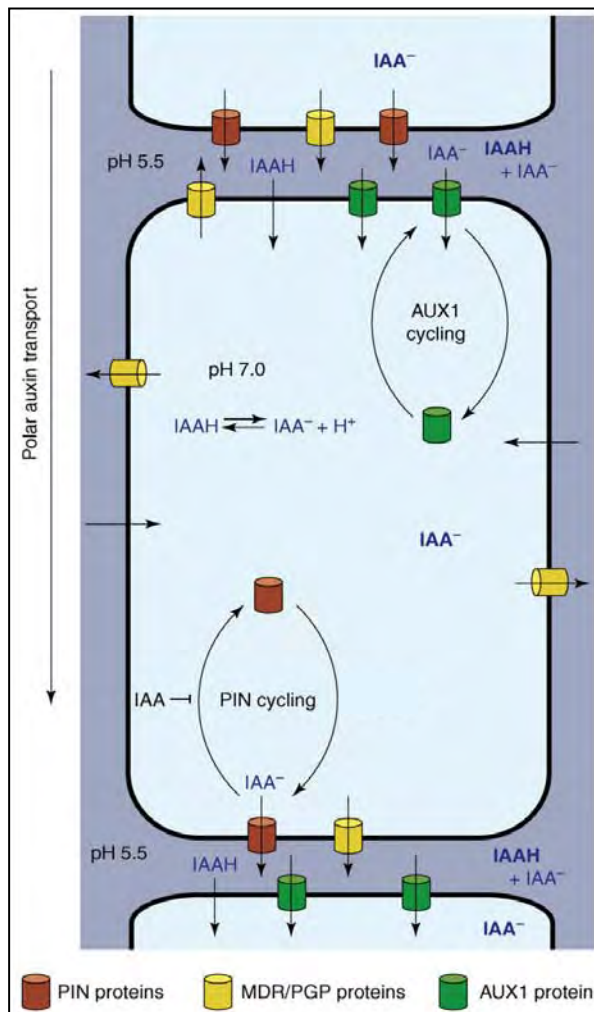 IAA⁻
pH 5.5
IAAH
IAA⁻
IAAH
+ IAA⁻
AUX1
cycling
pH 7.0
IAAH
IAA⁻ + H⁺
Polar auxin transport
IAA⁻
IAA
PIN cycling
IAA⁻
pH 5.5
IAAH
IAAH
+ IAA⁻
IAA⁻
PIN proteins
MDR/PGP proteins
AUX1 protein